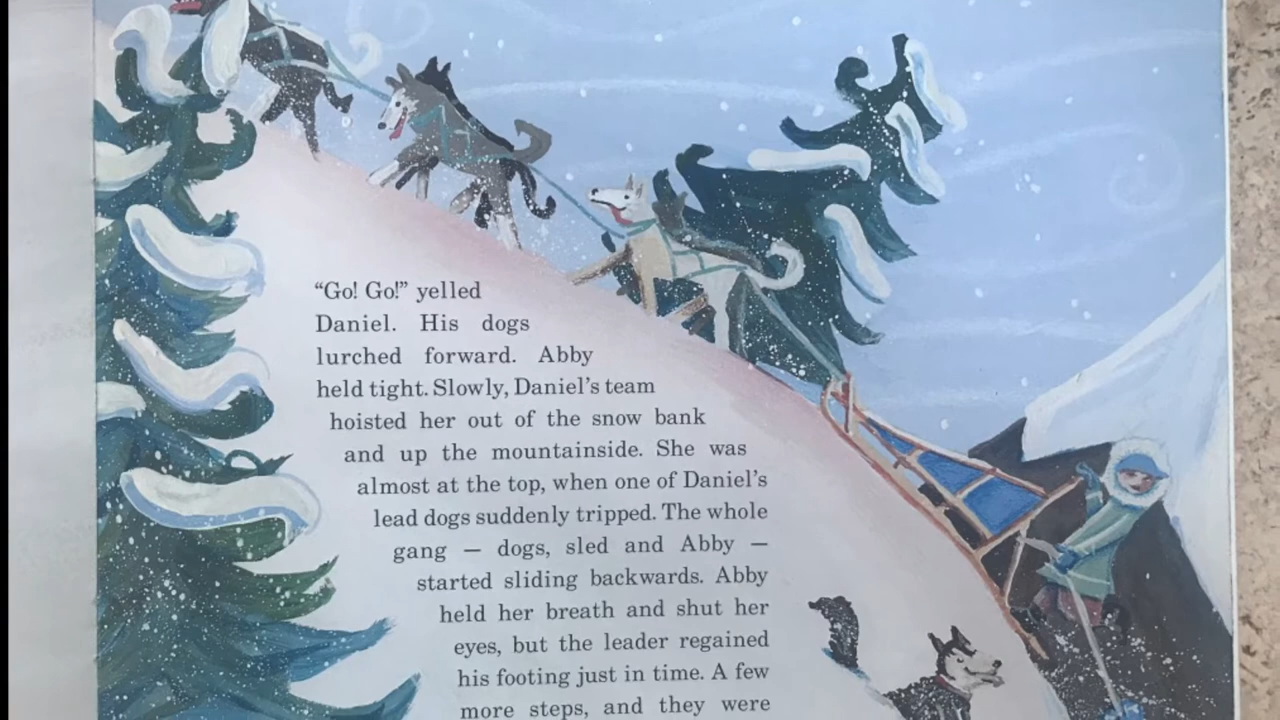 “Go! Go!” yelled
Daniel. His dogs
lurched forward. Abby
held tight. Slowly, Daniel’s team
hoisted her out of the snow bank
and up the mountainside. She was
almost at the top, when one of Daniel’s
lead dogs suddenly tripped. The whole
gang — dogs, sled and Abby —
started sliding backwards. Abby
held her breath and shut her
eyes, but the leader regained
his footing just in time. A few
more steps, and they were